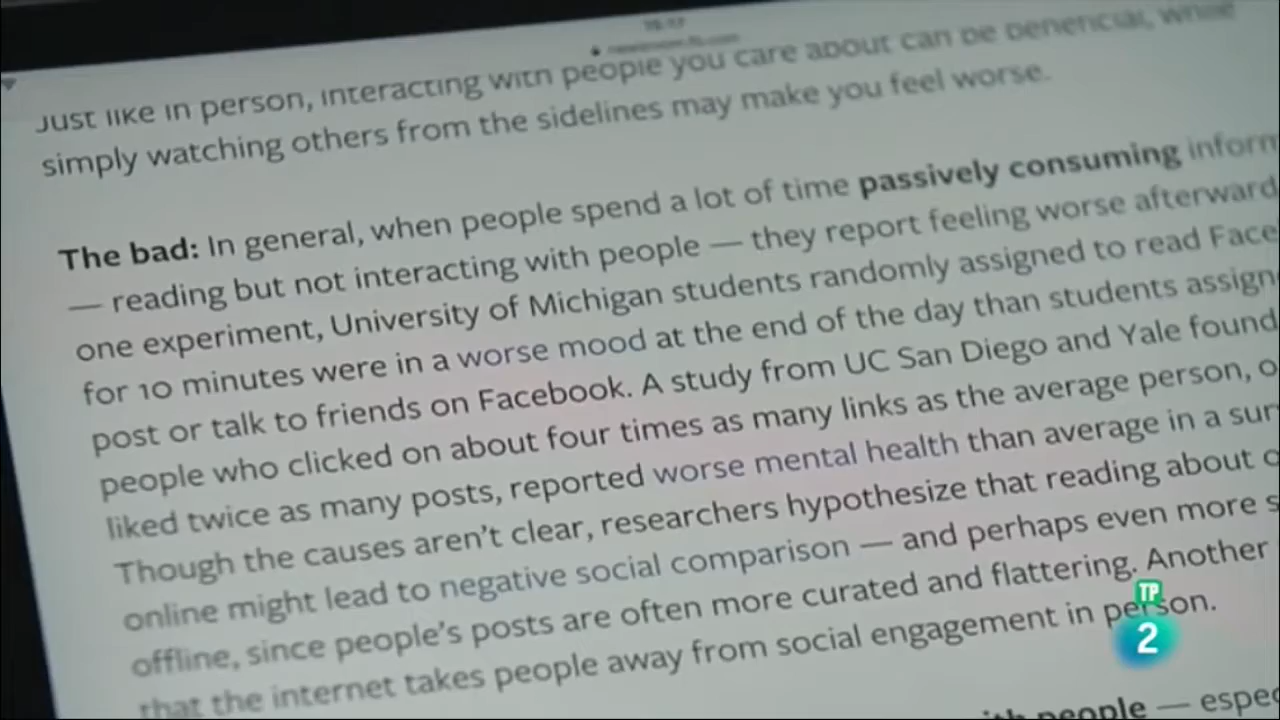 just like in person, interacting with people you care about can be beneficial, while
simply watching others from the sidelines may make you feel worse.
The bad: In general, when people spend a lot of time passively consuming inform
— reading but not interacting with people — they report feeling worse afterward
one experiment, University of Michigan students randomly assigned to read Face
for 10 minutes were in a worse mood at the end of the day than students assign
post or talk to friends on Facebook. A study from UC San Diego and Yale found
people who clicked on about four times as many links as the average person, o
liked twice as many posts, reported worse mental health than average in a sur
Though the causes aren't clear, researchers hypothesize that reading about o
online might lead to negative social comparison — and perhaps even more s
offline, since people's posts are often more curated and flattering. Another
that the internet takes people away from social engagement in person.
with people — espec
TP
2